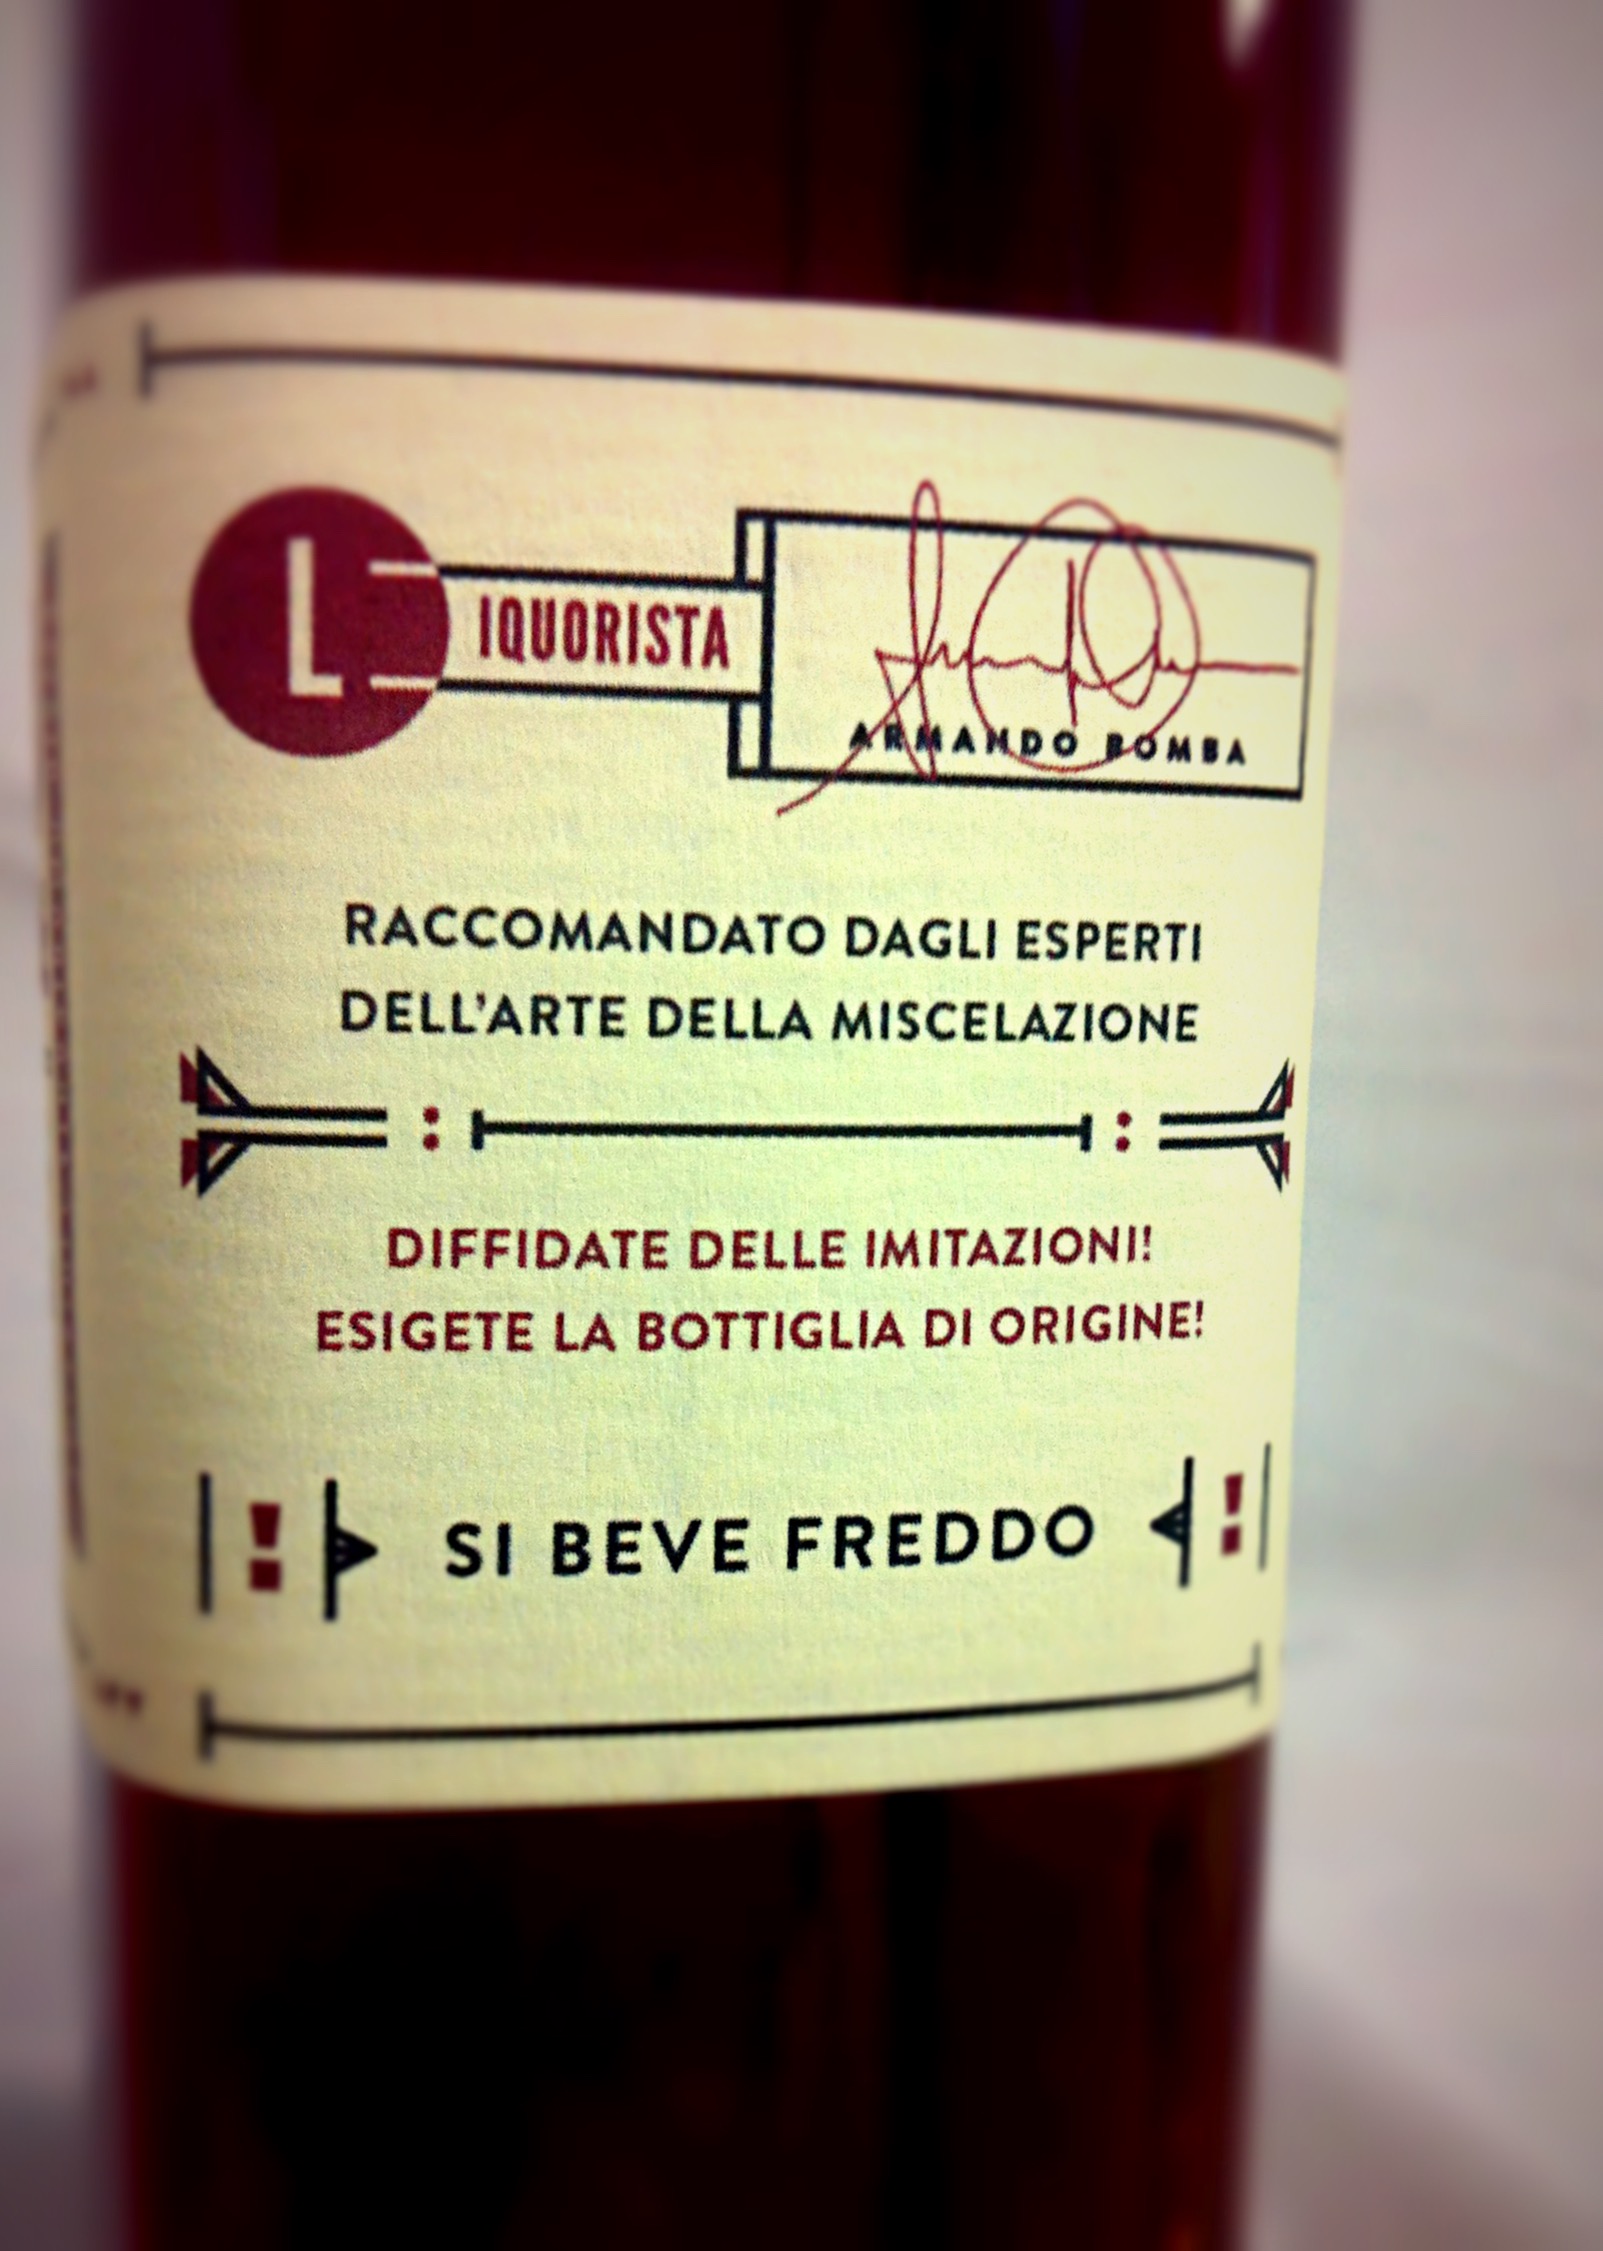 LIQUORISTA
ARMANDO BOMBA
RACCOMANDATO DAGLI ESPERTI
DELL'ARTE DELLA MISCELAZIONE
DIFFIDATE DELLE IMITAZIONI!
ESIGETE LA BOTTIGLIA DI ORIGINE!
! SI BEVE FREDDO !